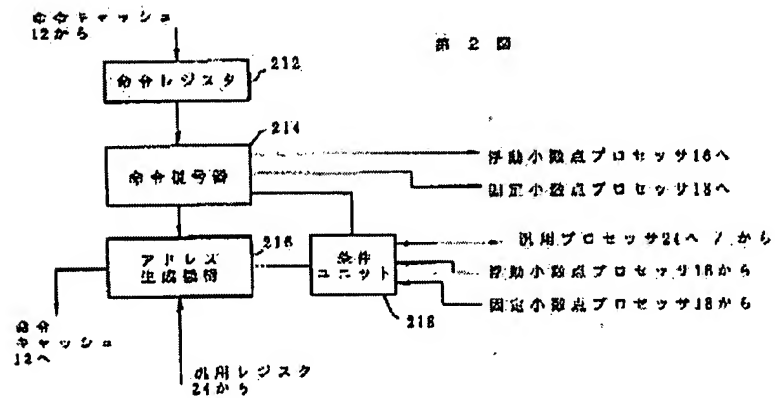 命令キャッシュ
12から
第 2 図
212
命令レジスタ
214
命令復号器
浮動小数点プロセッサ16へ
固定小数点プロセッサ18へ
216
アドレス
生成機構
条件
ユニット
218
汎用プロセッサ24へ / から
浮動小数点プロセッサ16から
固定小数点プロセッサ18から
命令
キャッシュ
12へ
汎用レジスタ
24から